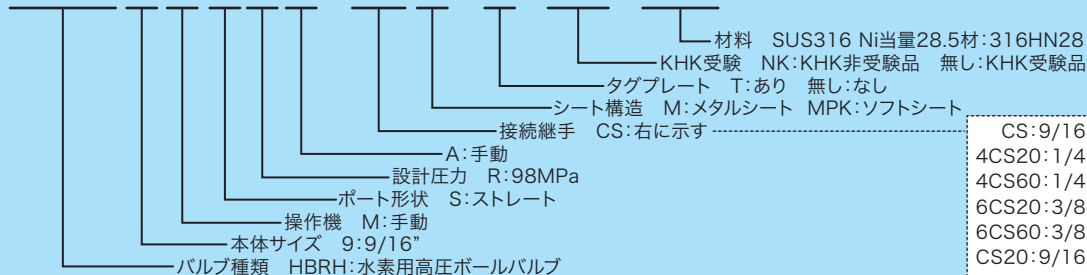 材料 SUS316 Ni当量28.5材:316HN28
KHK受験 NK:KHK非受験品 無し:KHK受験品
タグプレート T:あり 無し:なし
シート構造 M:メタルシート MPK:ソフトシート
接続継手 CS:右に示す
A:手動
設計圧力 R:98MPa
ポート形状 S:ストレート
操作機 M:手動
本体サイズ 9:9/16"
バルブ種類 HBRH:水素用高圧ボールバルブ
CS:9/16
4CS20:1/4
4CS60:1/4
6CS20:3/8
6CS60:3/8
CS20:9/16